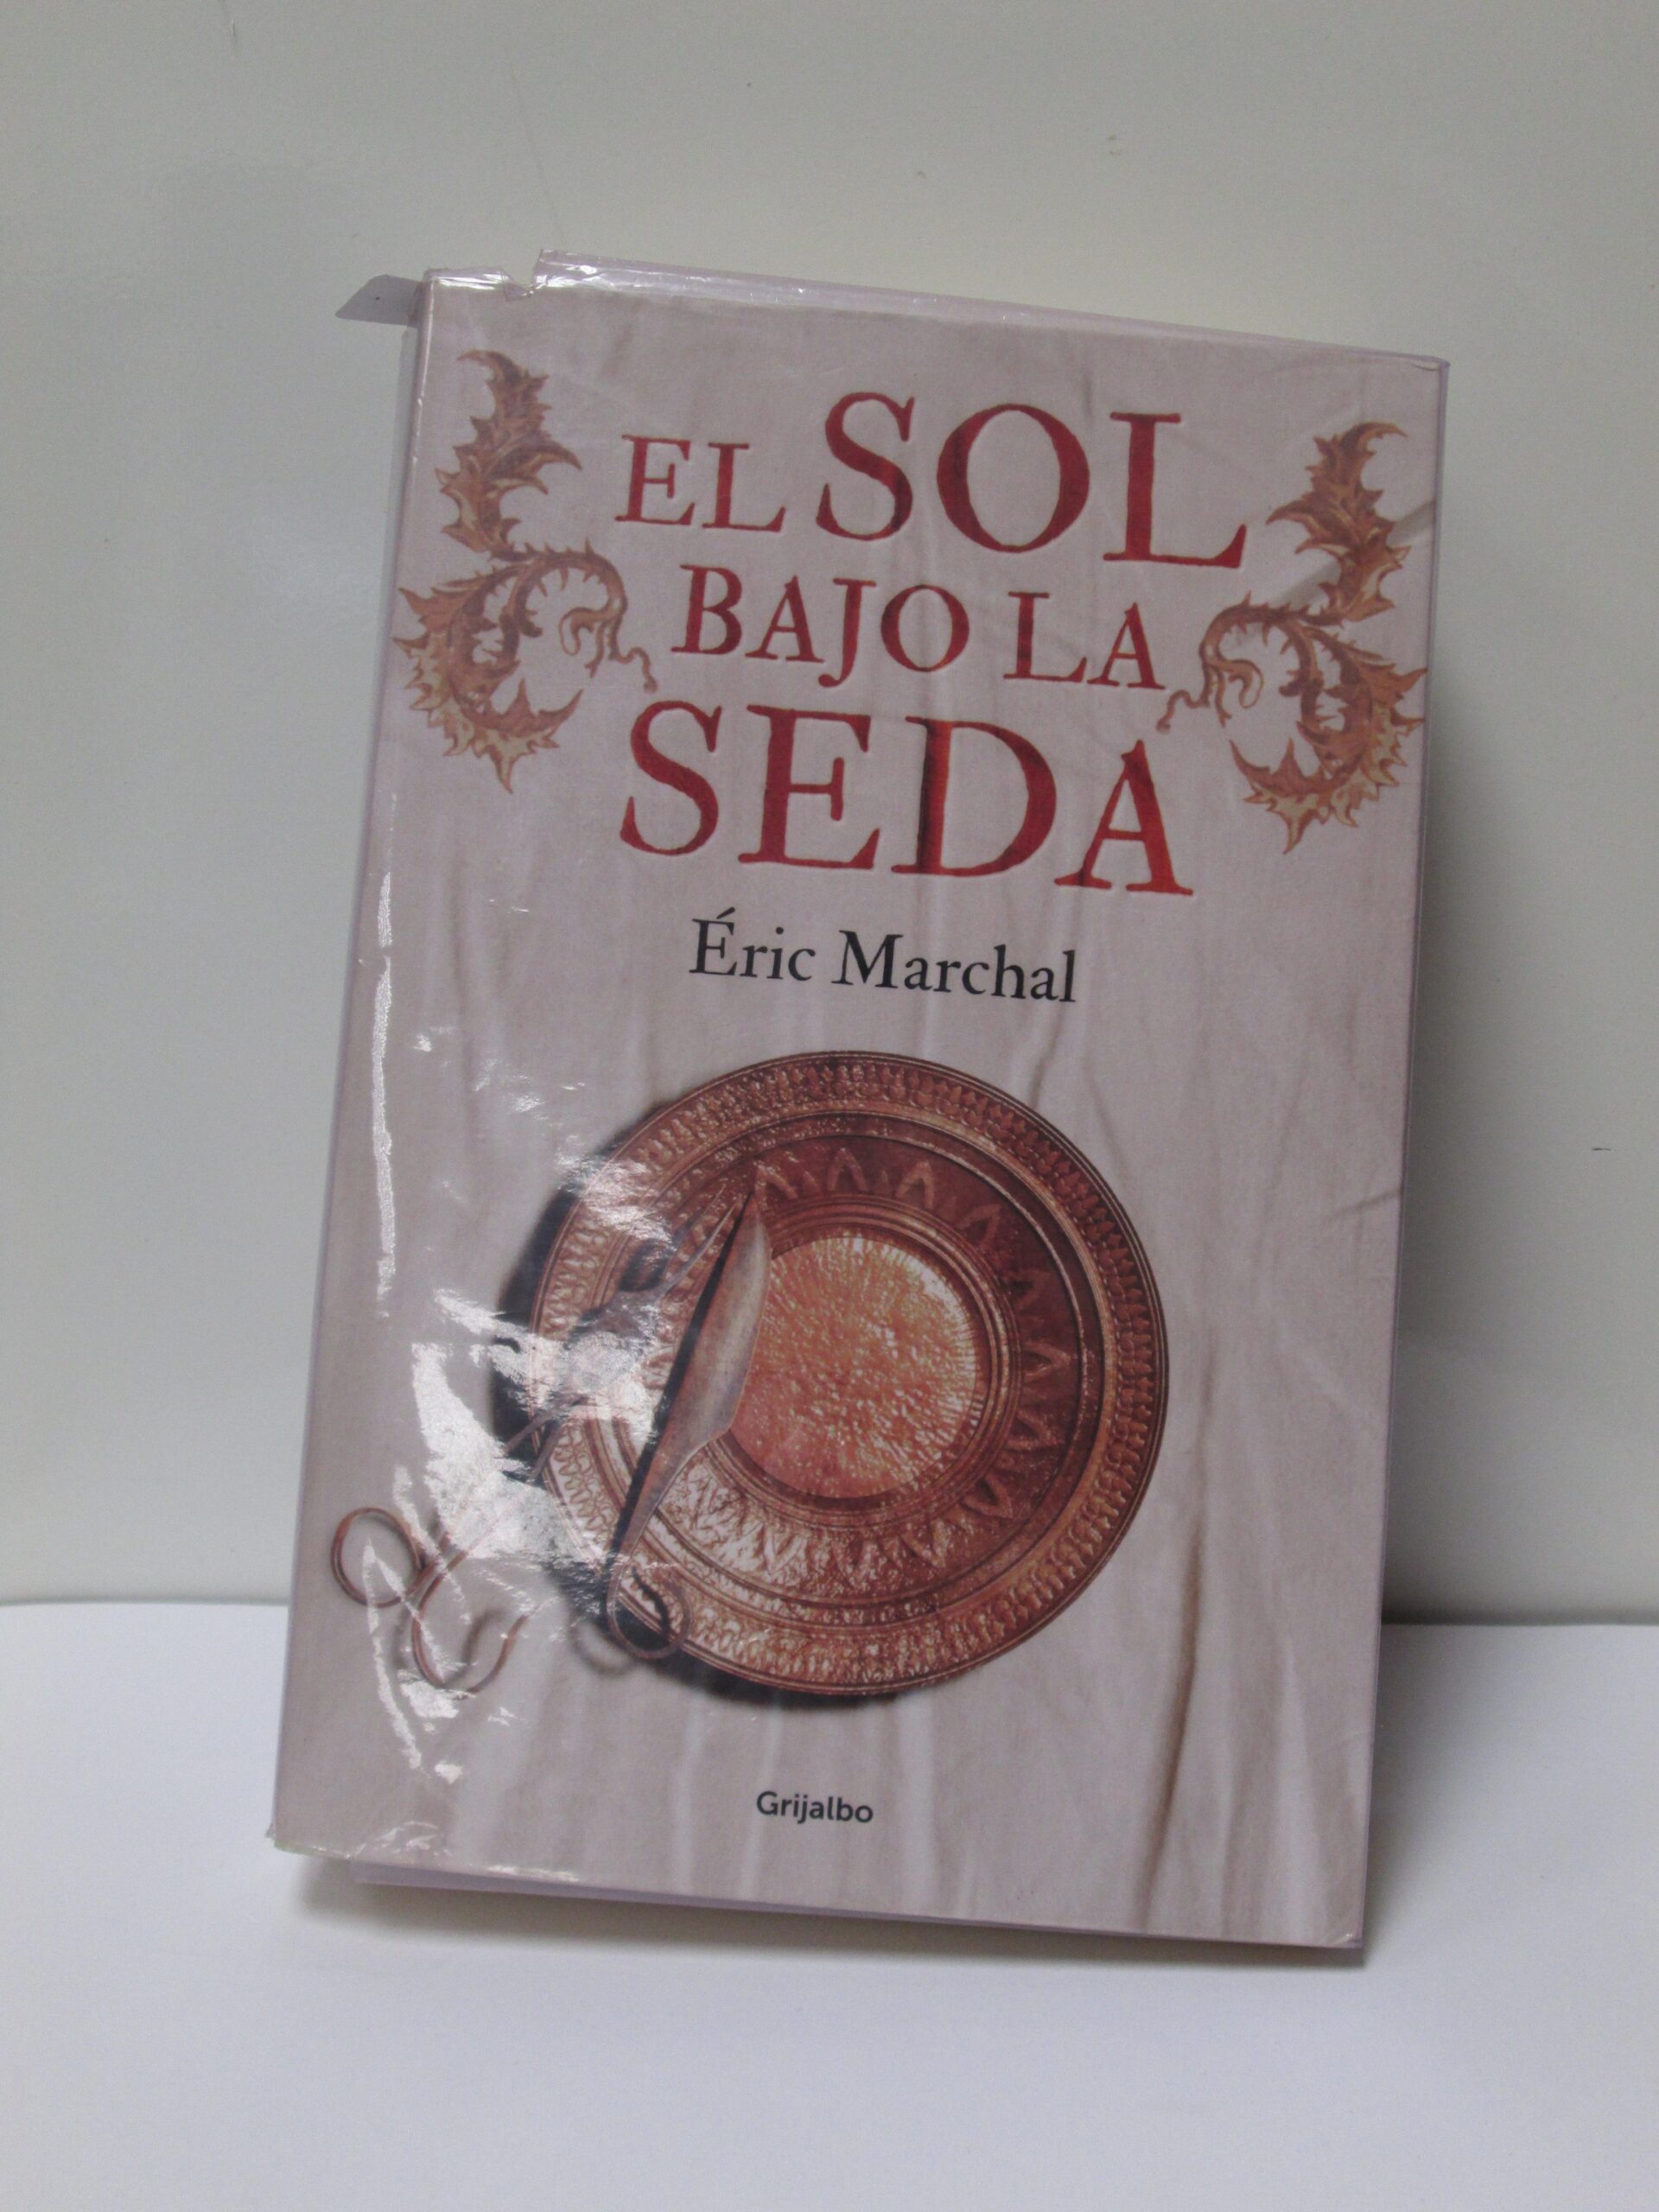 EL SOL
BAJO LA
SEDA
Éric Marchal
Grijalbo